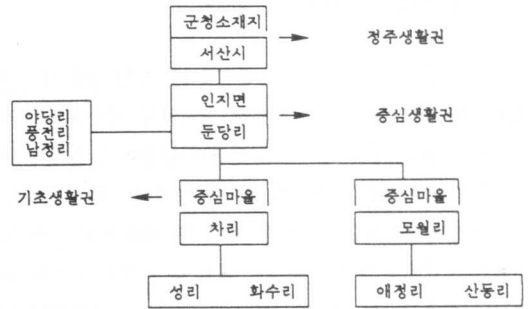 군청소재지
서산시
정주생활권
인지면
둔당리
중심생활권
야당리
풍전리
남정리
기초생활권
중심마을
차리
중심마을
모월리
성리 화수리
애정리 산동리